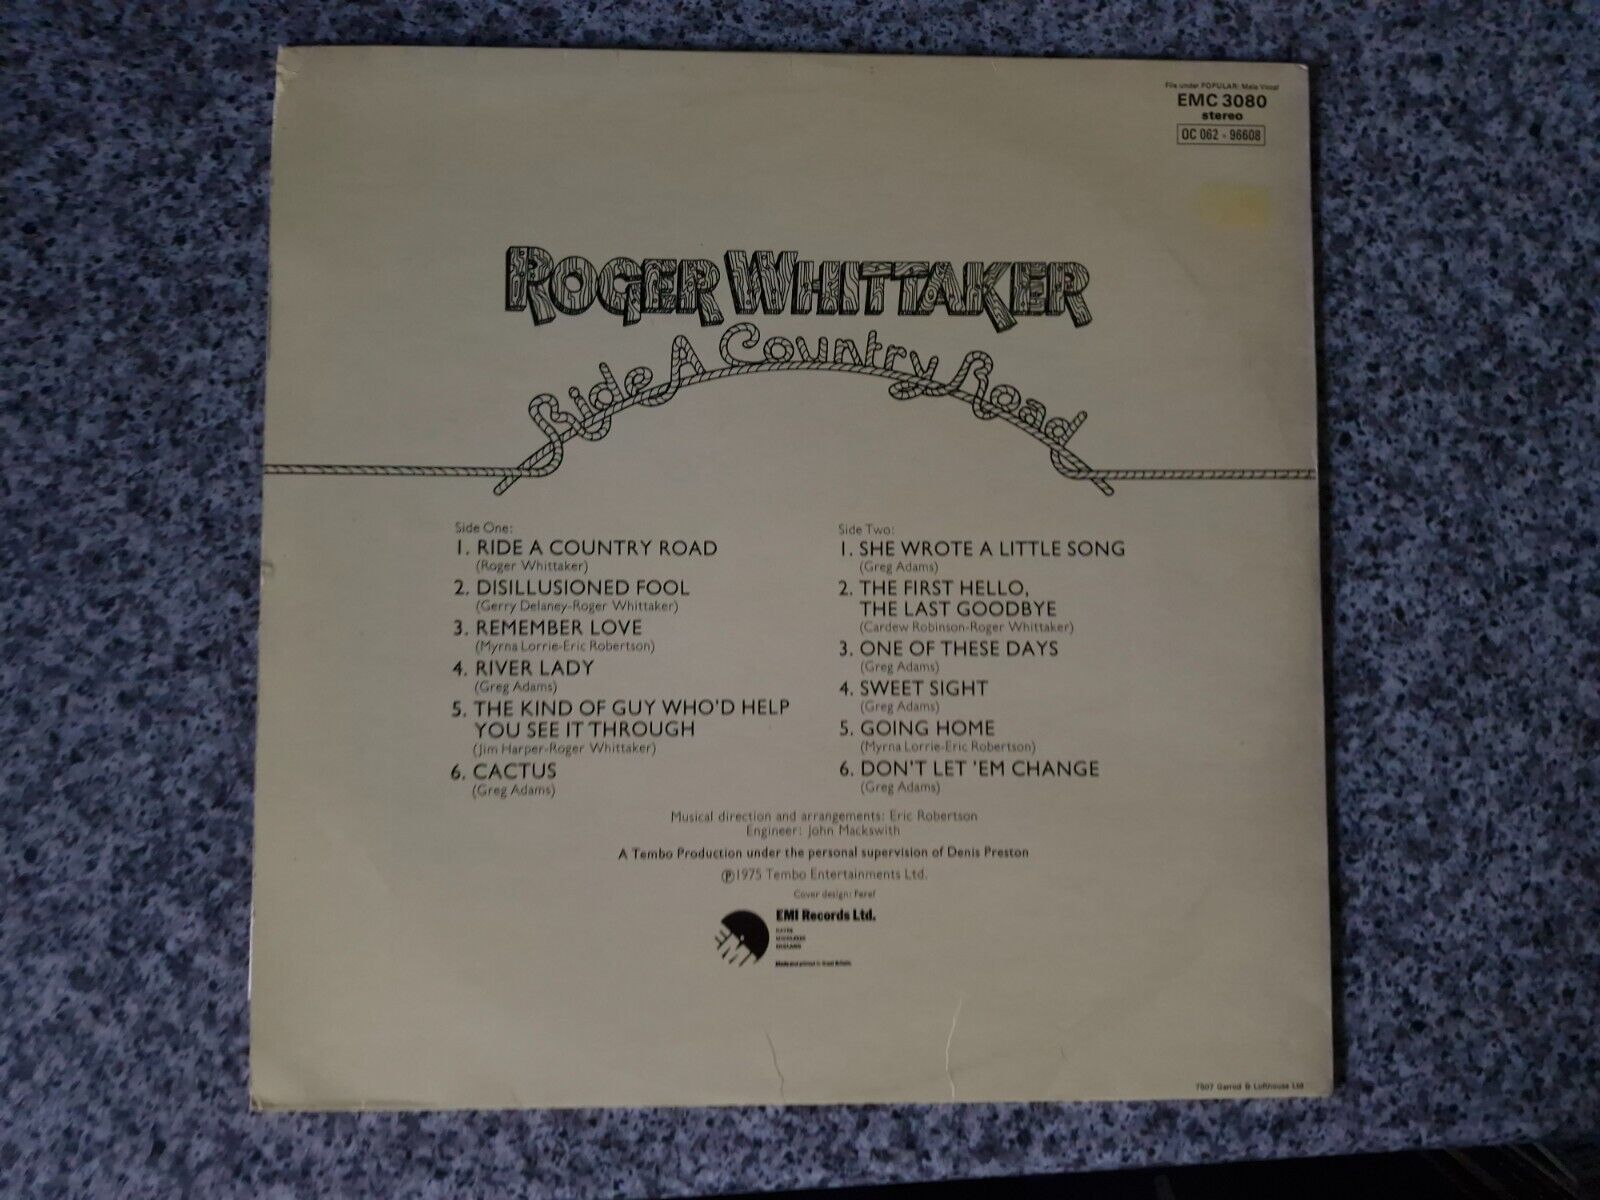 File under POPULAR: Male Vocal
EMC 3080
stereo
OC 062 - 96608
ROGER WHITTAKER
Ride A Country Road
Side One:
1. RIDE A COUNTRY ROAD
(Roger Whittaker)
2. DISILLUSIONED FOOL
(Gerry Delaney-Roger Whittaker)
3. REMEMBER LOVE
(Myrna Lorrie-Eric Robertson)
4. RIVER LADY
(Greg Adams)
5. THE KIND OF GUY WHO'D HELP
YOU SEE IT THROUGH
(Jim Harper-Roger Whittaker)
6. CACTUS
(Greg Adams)
Side Two:
1. SHE WROTE A LITTLE SONG
(Greg Adams)
2. THE FIRST HELLO,
THE LAST GOODBYE
(Cardew Robinson-Roger Whittaker)
3. ONE OF THESE DAYS
(Greg Adams)
4. SWEET SIGHT
(Greg Adams)
5. GOING HOME
(Myrna Lorrie-Eric Robertson)
6. DON'T LET 'EM CHANGE
(Greg Adams)
Musical direction and arrangements: Eric Robertson
Engineer: John Mackswith
A Tembo Production under the personal supervision of Denis Preston
Ⓟ1975 Tembo Entertainments Ltd.
Cover design: Peref
EMI
EMI Records Ltd.
HAYES
MIDDLESEX
ENGLAND
Made and printed in Great Britain
7507 Garrod & Lofthouse Ltd